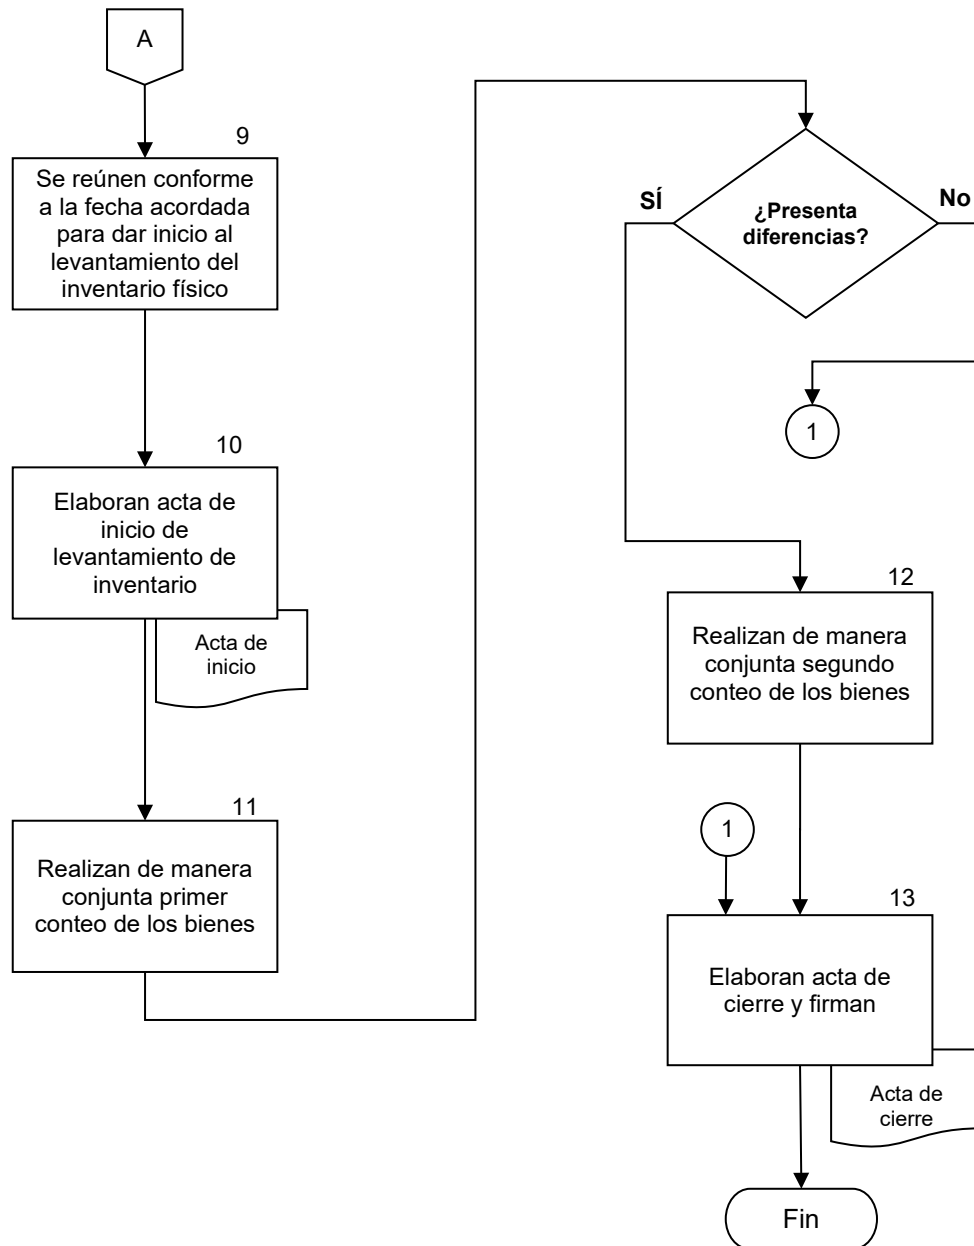 A
9
Se reúnen conforme
a la fecha acordada
para dar inicio al
levantamiento del
inventario físico
10
Elaboran acta de
inicio de
levantamiento de
inventario
Acta de
inicio
11
Realizan de manera
conjunta primer
conteo de los bienes
¿Presenta
diferencias?
SÍ
No
1
12
Realizan de manera
conjunta segundo
conteo de los bienes
1
13
Elaboran acta de
cierre y firman
Acta de
cierre
Fin